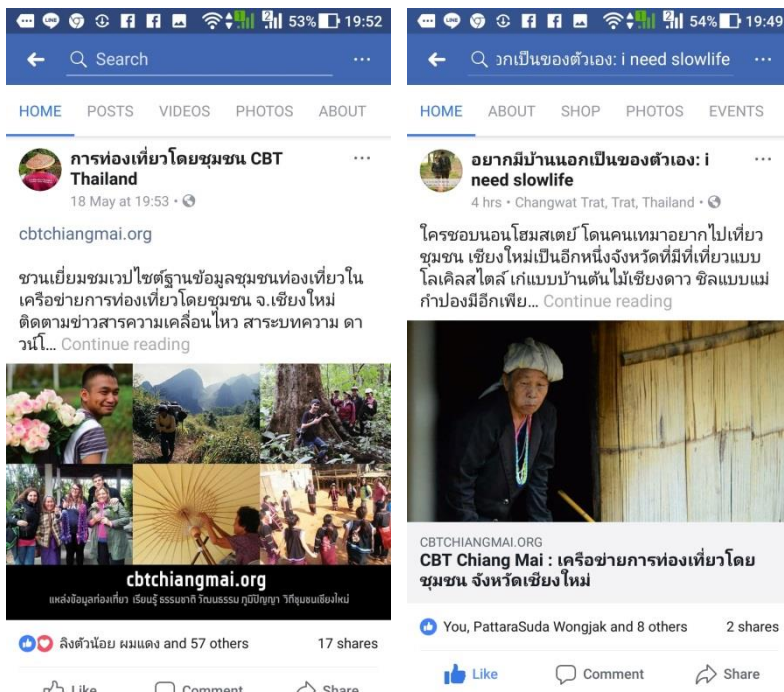 53% 19:52
Search
HOME POSTS VIDEOS PHOTOS ABOUT
การท่องเที่ยวโดยชุมชน CBT
Thailand
18 May at 19:53
cbtchiangmai.org
ชวนเยี่ยมชมเวปไซต์ฐานข้อมูลชุมชนท่องเที่ยวใน
เครือข่ายการท่องเที่ยวโดยชุมชน จ.เชียงใหม่
ติดตามข่าวสารความเคลื่อนไหว สาระบทความ ดา
วน์โ... Continue reading
cbtchiangmai.org
แหล่งข้อมูลท่องเที่ยว เรียนรู้ ธรรมชาติ วัฒนธรรม ภูมิปัญญา วิถีชุมชนเชียงใหม่
ลิงตัวน้อย ผมแดง and 57 others 17 shares
Like Comment Share
54% 19:49
อกเป็นของตัวเอง: i need slowlife
HOME ABOUT SHOP PHOTOS EVENTS
อยากมีบ้านนอกเป็นของตัวเอง: i
need slowlife
4 hrs • Changwat Trat, Trat, Thailand
ใครชอบนอนโฮมสเตย์ โดนคนเทมาอยากไปเที่ยว
ชุมชน เชียงใหม่เป็นอีกหนึ่งจังหวัดที่มีที่เที่ยวแบบ
โลเคิลสไตล์ เก๋แบบบ้านต้นไม้เชียงดาว ชิลแบบแม่
กำปองมีอีกเพีย... Continue reading
CBTCHIANGMAI.ORG
CBT Chiang Mai : เครือข่ายการท่องเที่ยวโดย
ชุมชน จังหวัดเชียงใหม่
You, PattaraSuda Wongjak and 8 others 2 shares
Like Comment Share